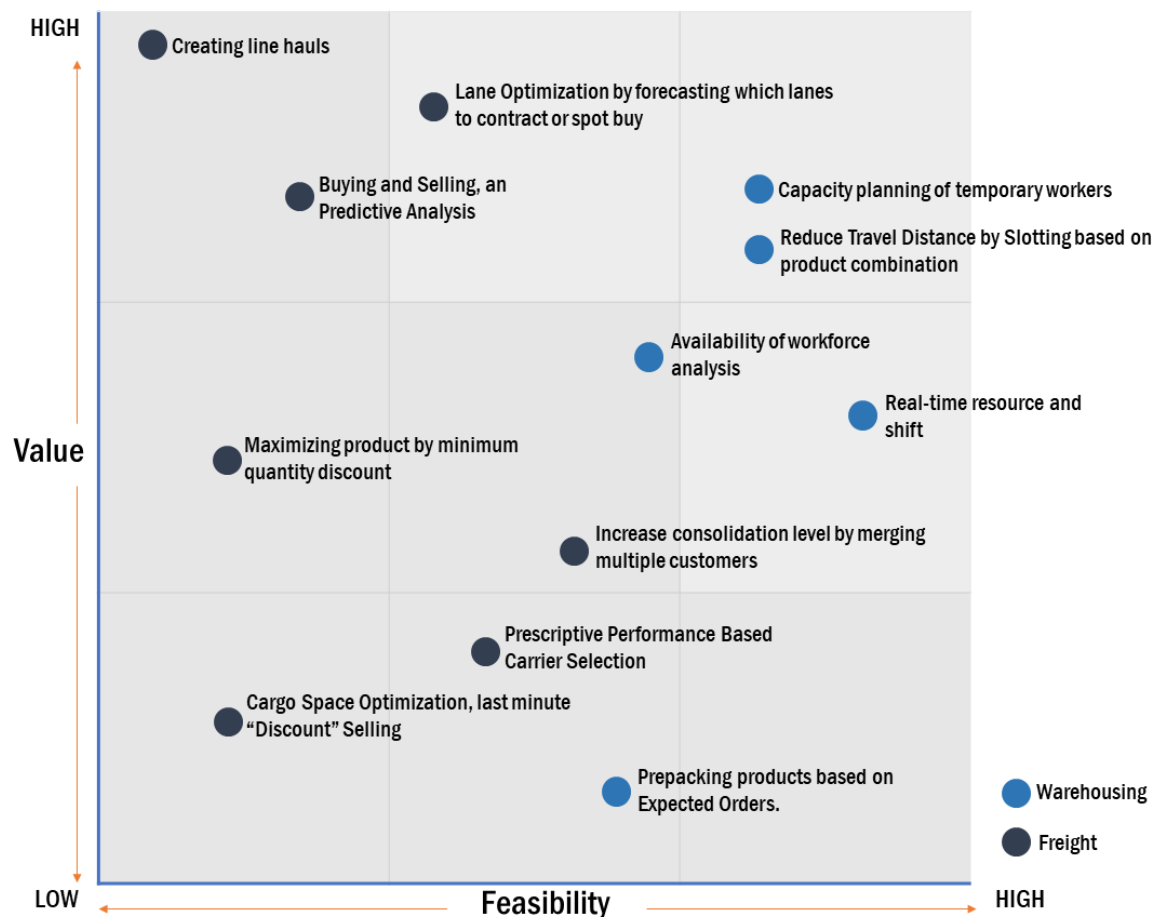 HIGH
Creating line hauls
Lane Optimization by forecasting which lanes
to contract or spot buy
Buying and Selling, an
Predictive Analysis
Capacity planning of temporary workers
Reduce Travel Distance by Slotting based on
product combination
Availability of workforce
analysis
Real-time resource and
shift
Value
Maximizing product by minimum
quantity discount
Increase consolidation level by merging
multiple customers
Prescriptive Performance Based
Carrier Selection
Cargo Space Optimization, last minute
“Discount” Selling
Prepacking products based on
Expected Orders.
Warehousing
Freight
LOW
Feasibility
HIGH